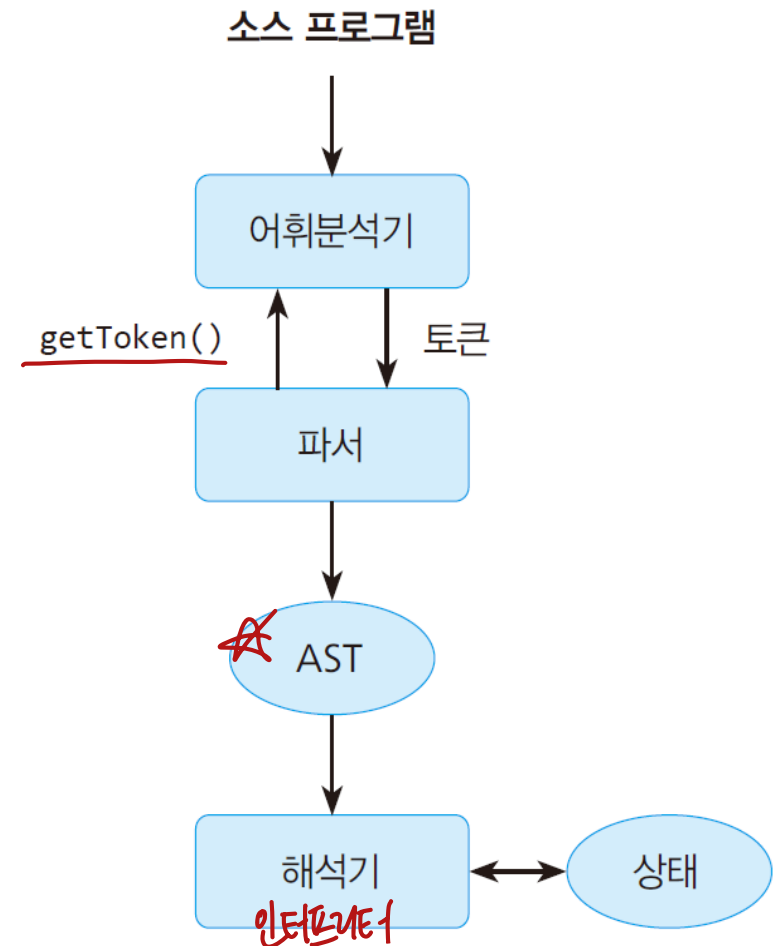 소스 프로그램
어휘분석기
getToken()
토큰
파서
AST
해석기
상태
인터프리터